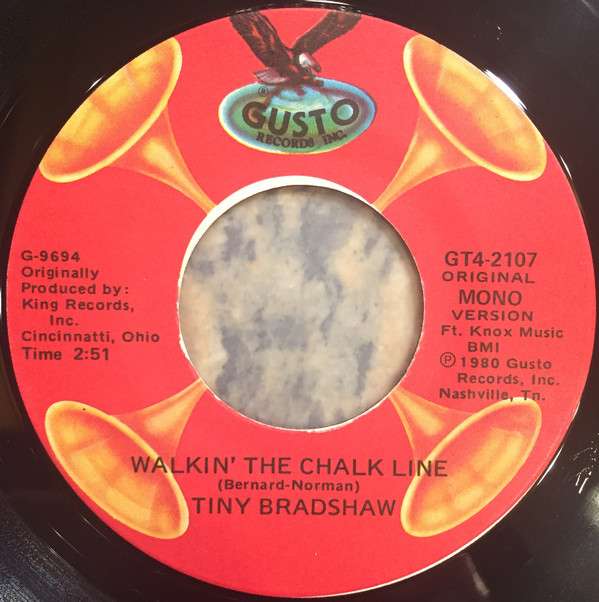 ®
GUSTO
RECORDS INC.
G-9694
Originally
Produced by:
King Records,
Inc.
Cincinnatti, Ohio
Time 2:51
GT4-2107
ORIGINAL
MONO
VERSION
Ft. Knox Music
BMI
℗ 1980 Gusto
Records, Inc.
Nashville, Tn.
WALKIN' THE CHALK LINE
(Bernard-Norman)
TINY BRADSHAW